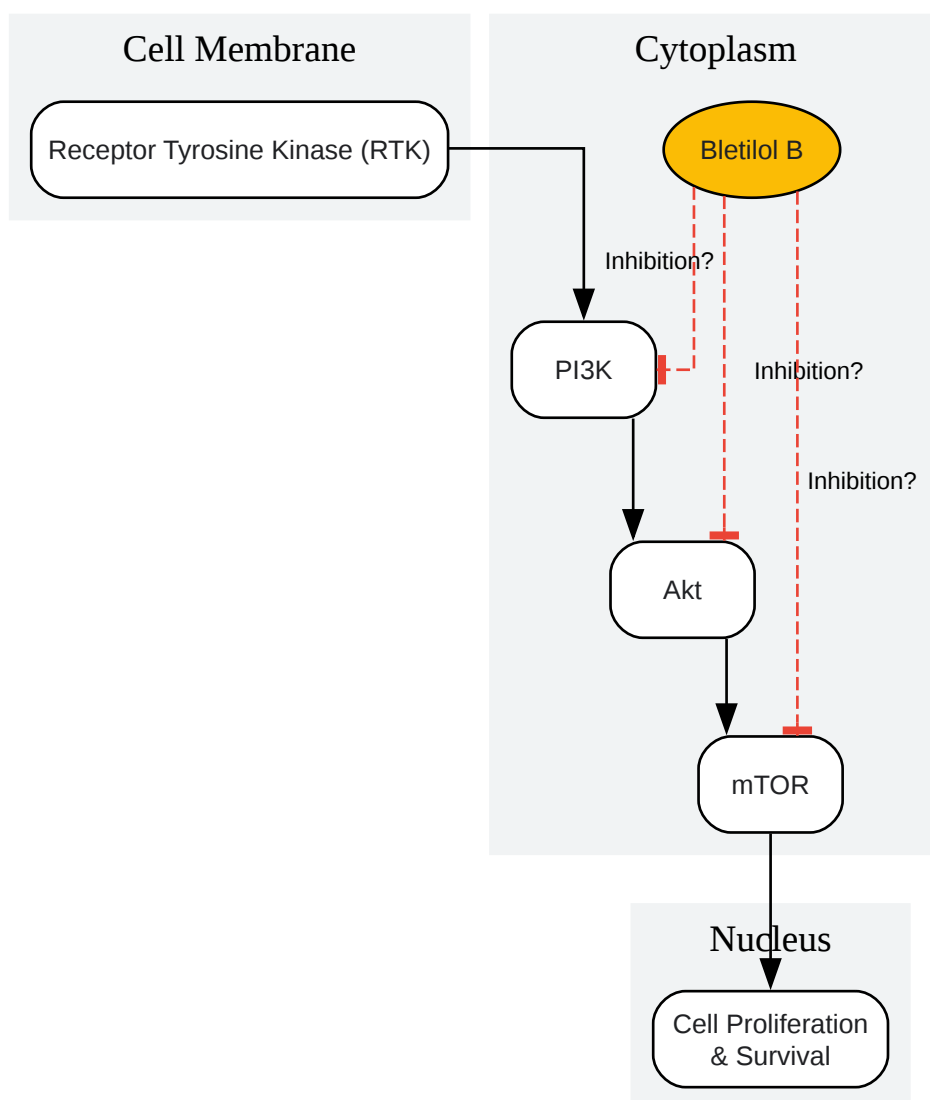 Cell Membrane
Cytoplasm
Receptor Tyrosine Kinase (RTK)
Bletilol B
Inhibition?
PI3K
Inhibition?
Inhibition?
Akt
mTOR
Nucleus
Cell Proliferation
& Survival